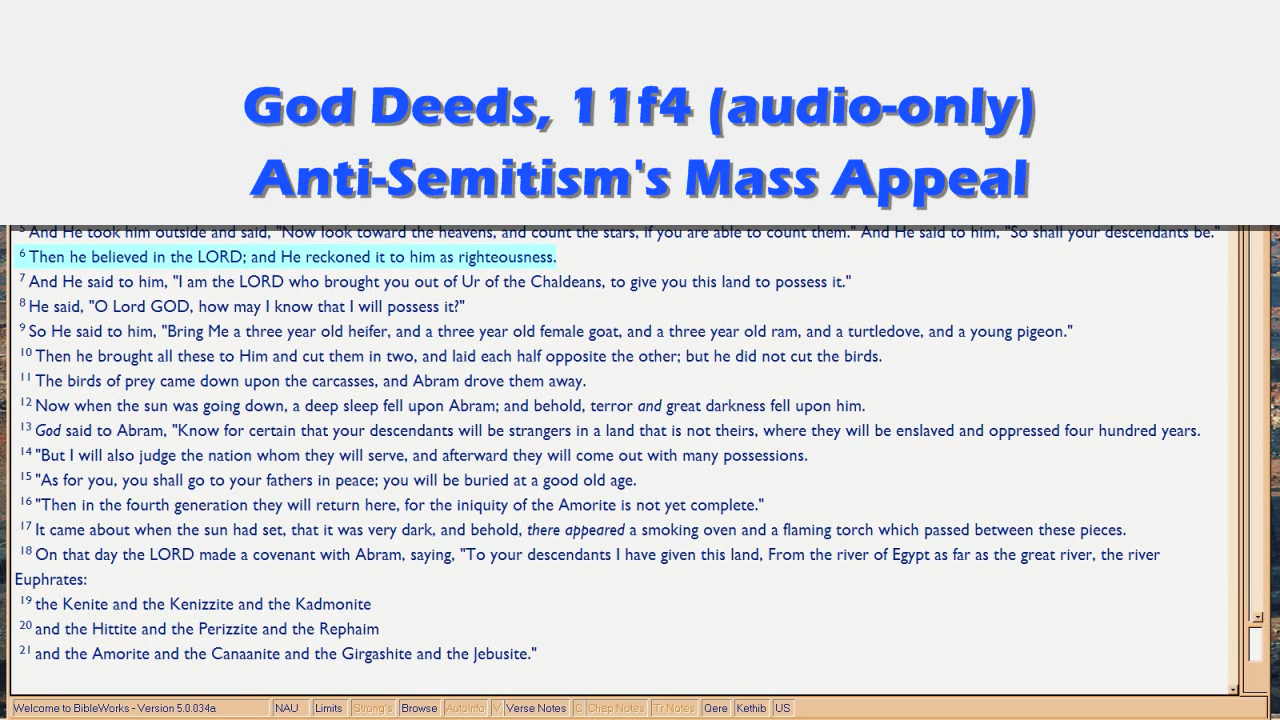 God Deeds, 11f4 (audio-only)
Anti-Semitism's Mass Appeal
5 And He took him outside and said, "Now look toward the heavens, and count the stars, if you are able to count them." And He said to him, "So shall your descendants be."
6 Then he believed in the LORD; and He reckoned it to him as righteousness.
7 And He said to him, "I am the LORD who brought you out of Ur of the Chaldeans, to give you this land to possess it."
8 He said, "O Lord GOD, how may I know that I will possess it?"
9 So He said to him, "Bring Me a three year old heifer, and a three year old female goat, and a three year old ram, and a turtledove, and a young pigeon."
10 Then he brought all these to Him and cut them in two, and laid each half opposite the other; but he did not cut the birds.
11 The birds of prey came down upon the carcasses, and Abram drove them away.
12 Now when the sun was going down, a deep sleep fell upon Abram; and behold, terror and great darkness fell upon him.
13 God said to Abram, "Know for certain that your descendants will be strangers in a land that is not theirs, where they will be enslaved and oppressed four hundred years.
14 "But I will also judge the nation whom they will serve, and afterward they will come out with many possessions.
15 "As for you, you shall go to your fathers in peace; you will be buried at a good old age.
16 "Then in the fourth generation they will return here, for the iniquity of the Amorite is not yet complete."
17 It came about when the sun had set, that it was very dark, and behold, there appeared a smoking oven and a flaming torch which passed between these pieces.
18 On that day the LORD made a covenant with Abram, saying, "To your descendants I have given this land, From the river of Egypt as far as the great river, the river
Euphrates:
19 the Kenite and the Kenizzite and the Kadmonite
20 and the Hittite and the Perizzite and the Rephaim
21 and the Amorite and the Canaanite and the Girgashite and the Jebusite."
Welcome to BibleWorks - Version 5.0.034a NAU Limits Strong's Browse AutoInfo V Verse Notes C Chap Notes Tr Notes Qere Kethib US